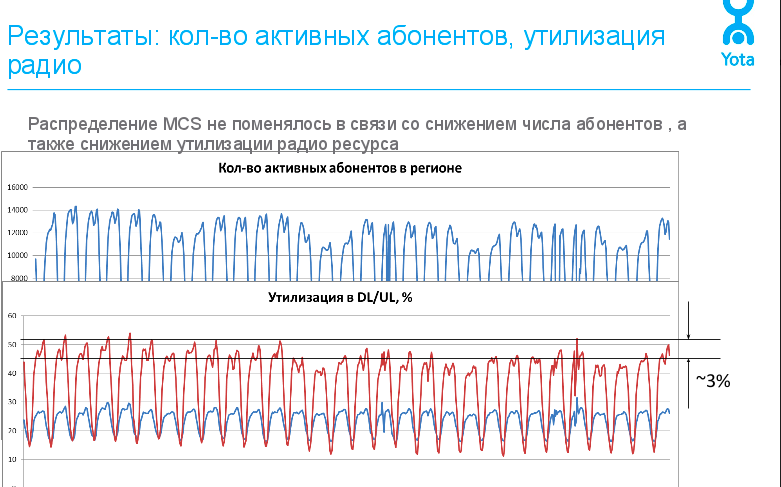 Результаты: кол-во активных абонентов, утилизация
радио
Yota
Распределение MCS не поменялось в связи со снижением числа абонентов , а
также снижением утилизации радио ресурса
Кол-во активных абонентов в регионе
16000
14000
12000
10000
8000
Утилизация в DL/UL, %
60
50
40
30
20
10
~3%